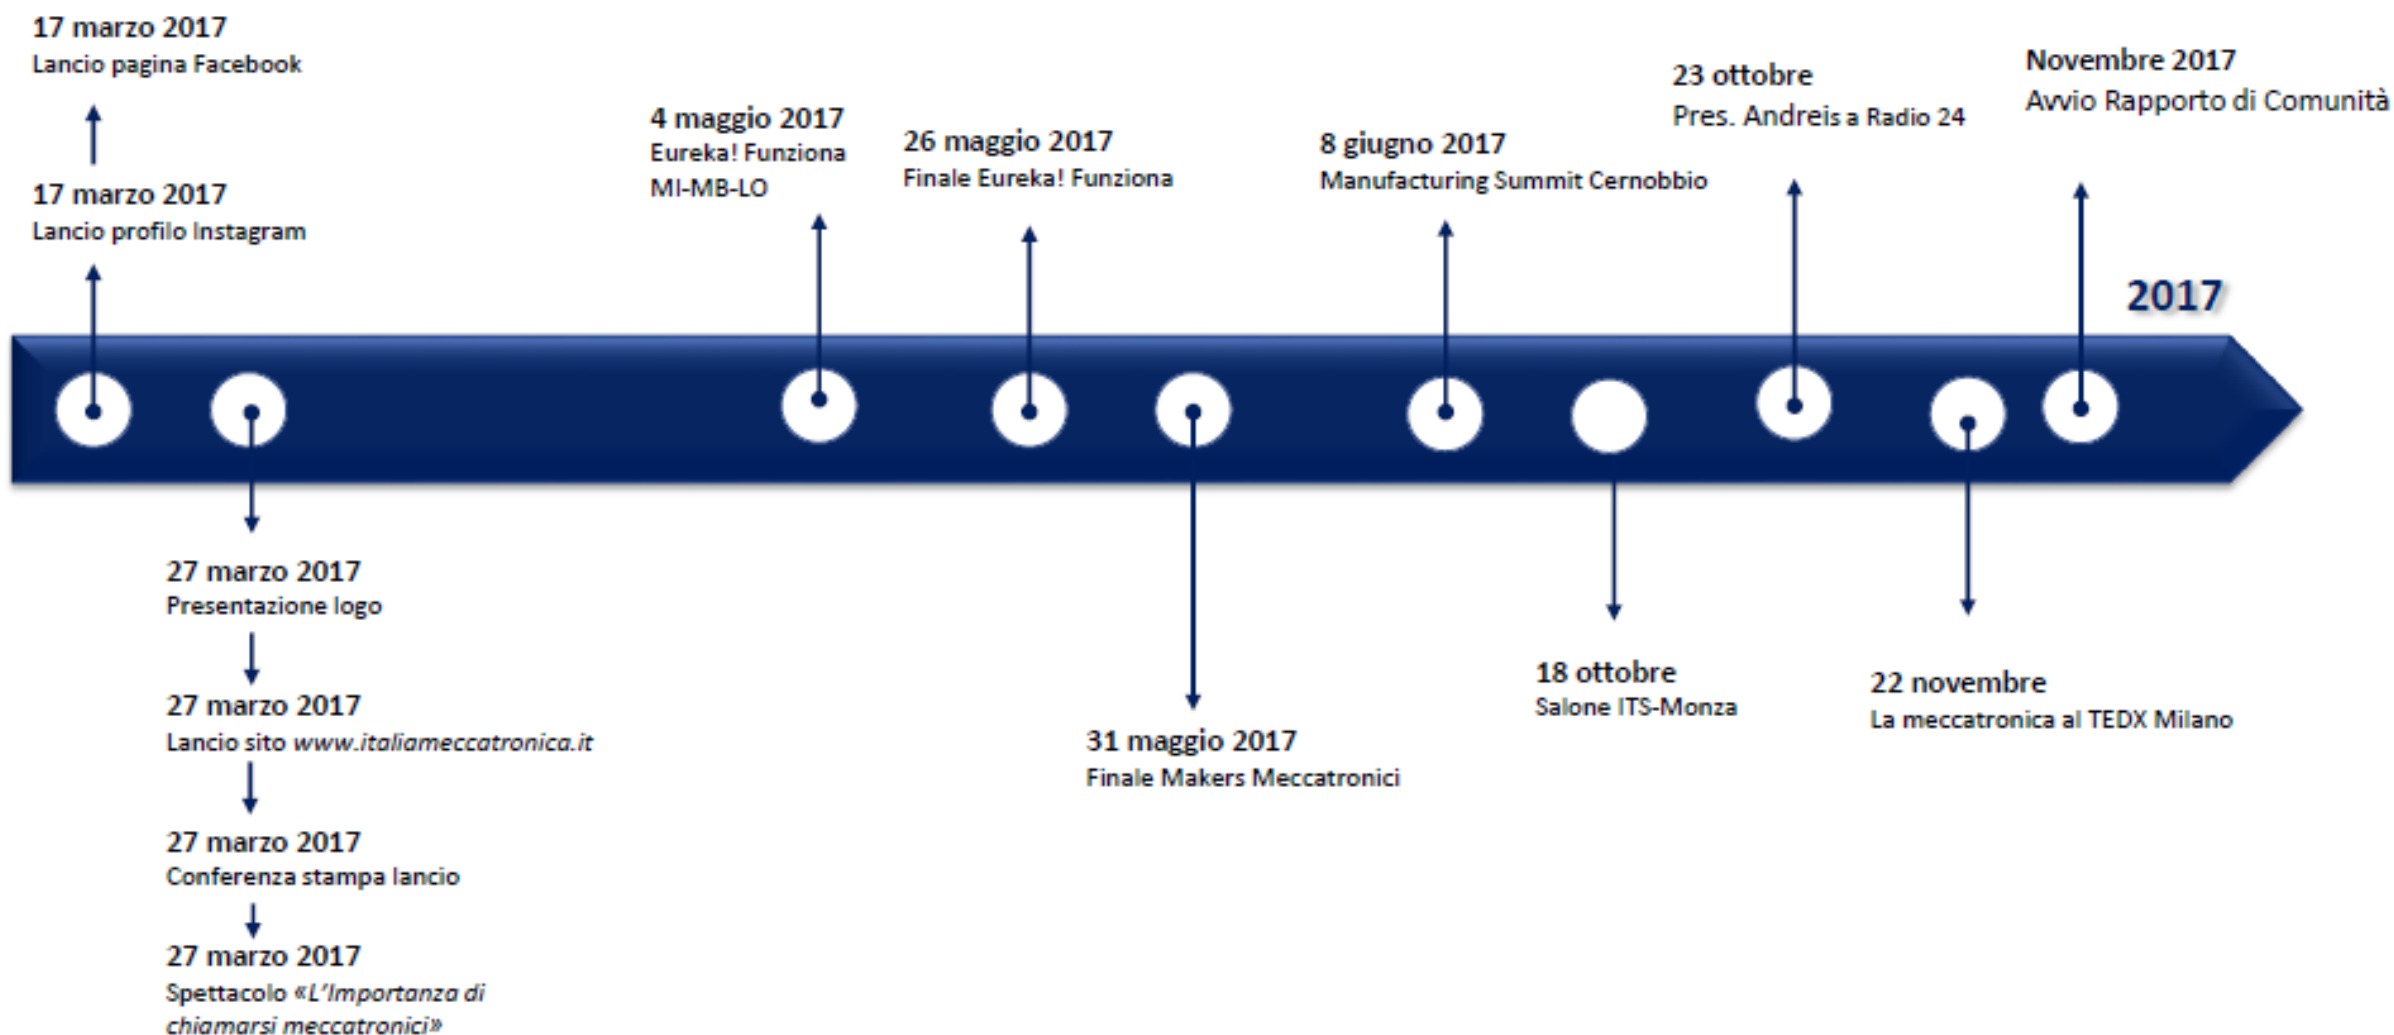 17 marzo 2017
Lancio pagina Facebook
17 marzo 2017
Lancio profilo Instagram
4 maggio 2017
Eureka! Funziona
MI-MB-LO
26 maggio 2017
Finale Eureka! Funziona
8 giugno 2017
Manufacturing Summit Cernobbio
23 ottobre
Pres. Andreis a Radio 24
Novembre 2017
Avvio Rapporto di Comunità
2017
27 marzo 2017
Presentazione logo
27 marzo 2017
Lancio sito www.italiameccatronica.it
27 marzo 2017
Conferenza stampa lancio
27 marzo 2017
Spettacolo «L'Importanza di
chiamarsi meccatronici»
31 maggio 2017
Finale Makers Meccatronici
18 ottobre
Salone ITS-Monza
22 novembre
La meccatronica al TEDX Milano